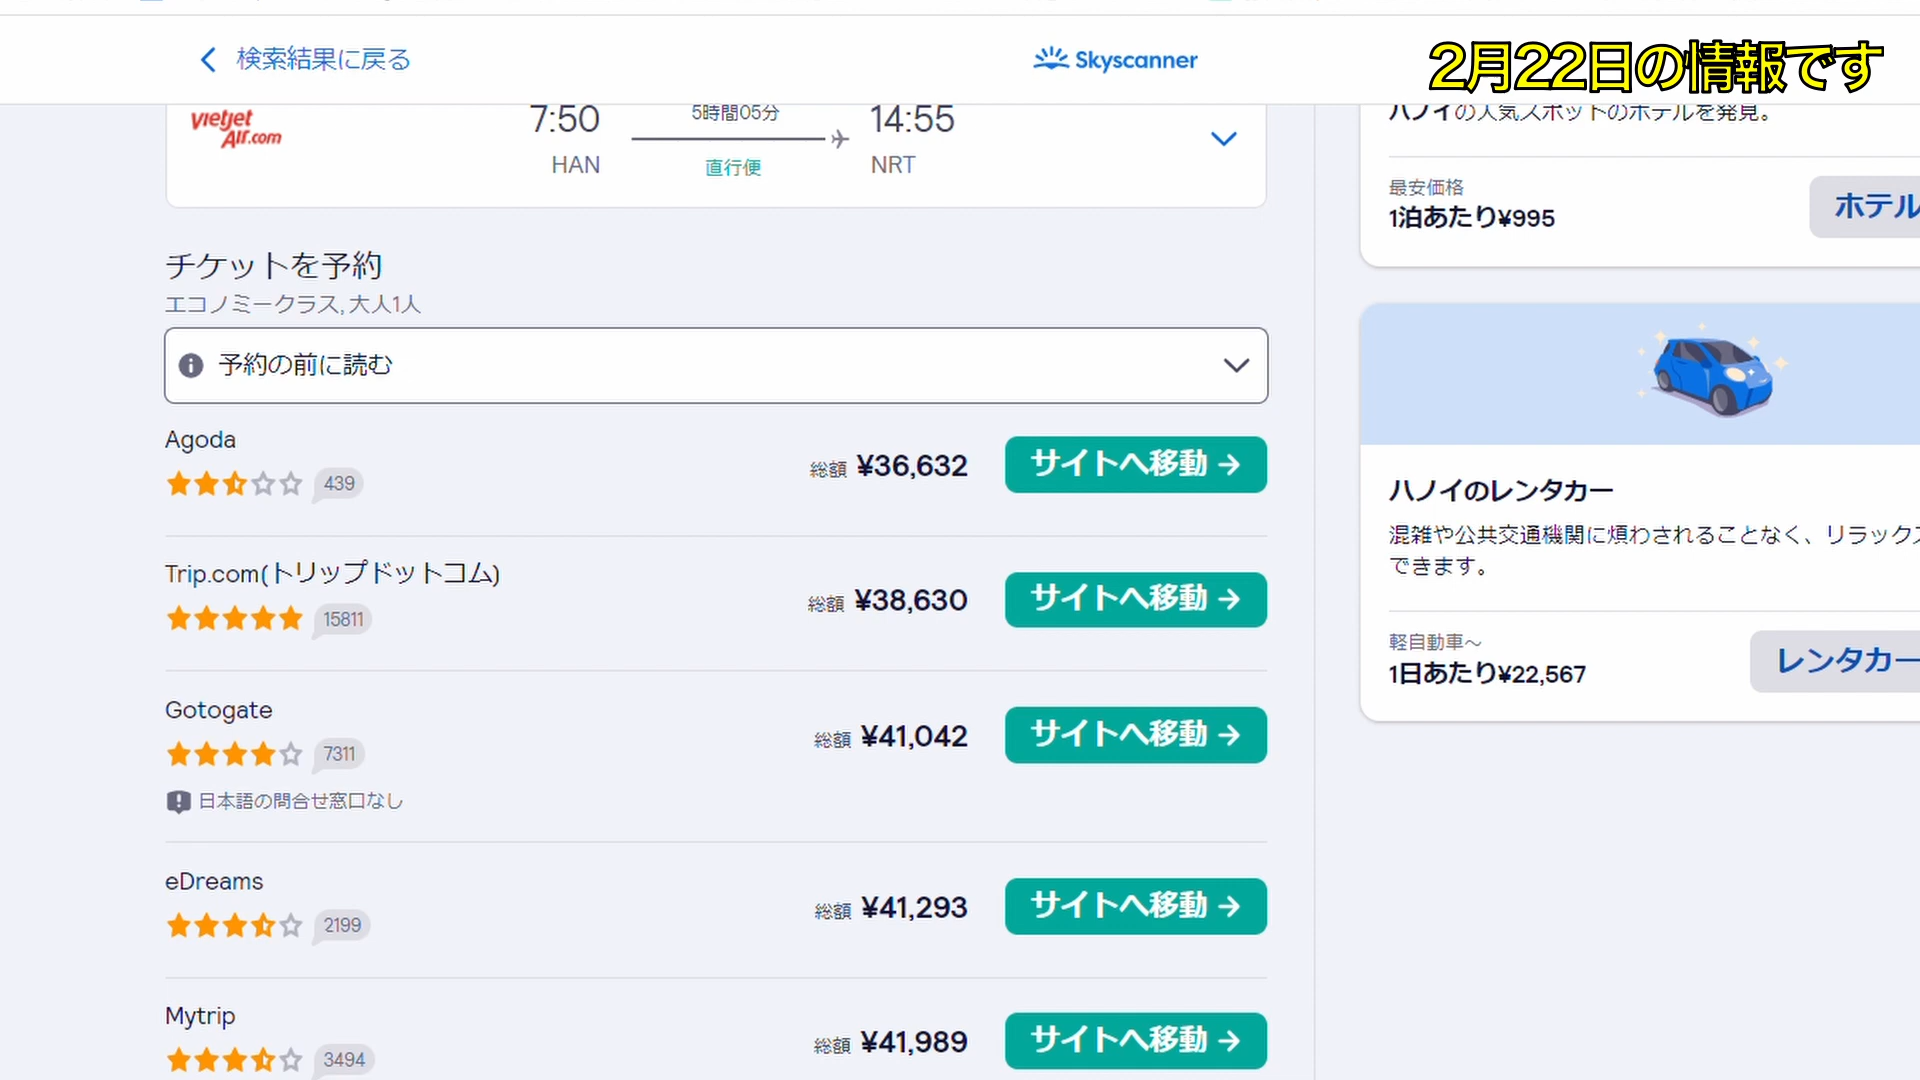 検索結果に戻る
Skyscanner
2月22日の情報です
vietjet Air.com
7:50
5時間05分
14:55
HAN
直行便
NRT
チケットを予約
エコノミークラス, 大人1人
予約の前に読む
Agoda
439
総額 ¥36,632
サイトへ移動 →
Trip.com(トリップドットコム)
15811
総額 ¥38,630
サイトへ移動 →
Gotogate
7311
総額 ¥41,042
サイトへ移動 →
日本語の問合せ窓口なし
eDreams
2199
総額 ¥41,293
サイトへ移動 →
Mytrip
3494
総額 ¥41,989
サイトへ移動 →
ハノイの人気スポットのホテルを発見。
最安価格
1泊あたり¥995
ホテル
ハノイのレンタカー
混雑や公共交通機関に煩わされることなく、リラックス
できます。
軽自動車～
1日あたり¥22,567
レンタカー